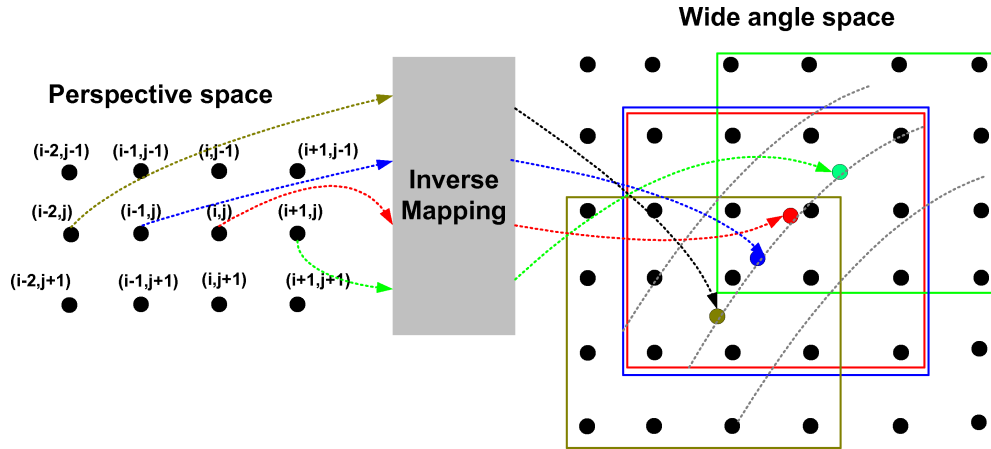 Wide angle space
Perspective space
(i-2,j-1) (i-1,j-1) (i,j-1) (i+1,j-1)
(i-2,j) (i-1,j) (i,j) (i+1,j)
(i-2,j+1) (i-1,j+1) (i,j+1) (i+1,j+1)
Inverse
Mapping